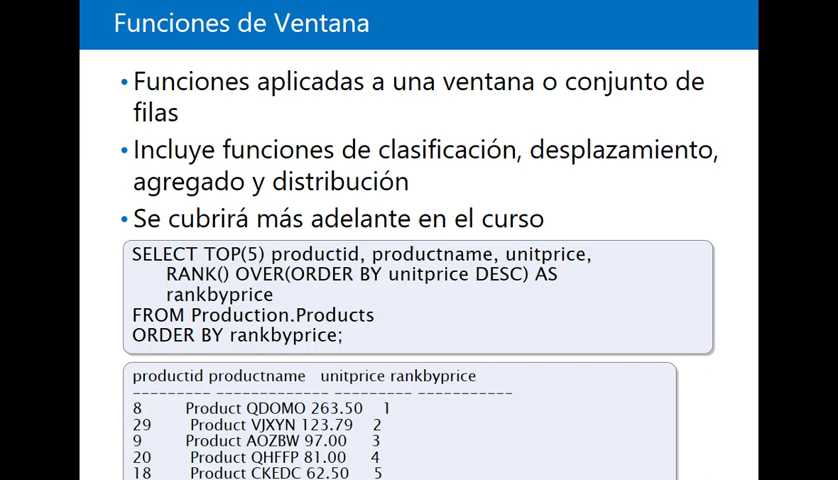 Funciones de Ventana
•Funciones aplicadas a una ventana o conjunto de
filas
•Incluye funciones de clasificación, desplazamiento,
agregado y distribución
•Se cubrirá más adelante en el curso
SELECT TOP(5) productid, productname, unitprice,
RANK() OVER(ORDER BY unitprice DESC) AS
rankbyprice
FROM Production.Products
ORDER BY rankbyprice;
productid productname unitprice rankbyprice
--------- ------------- --------- -----------
8 Product QDOMO 263.50 1
29 Product VJXYN 123.79 2
9 Product AOZBW 97.00 3
20 Product QHFFP 81.00 4
18 Product CKEDC 62.50 5